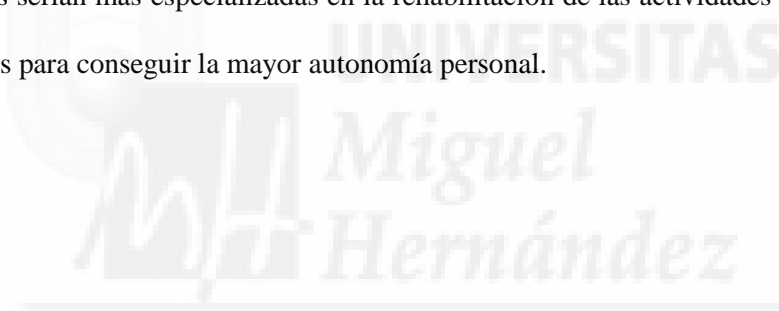 s serían más especializadas en la rehabilitación de las actividades
s para conseguir la mayor autonomía personal.
UNIVERSITAS
Miguel
Hernández